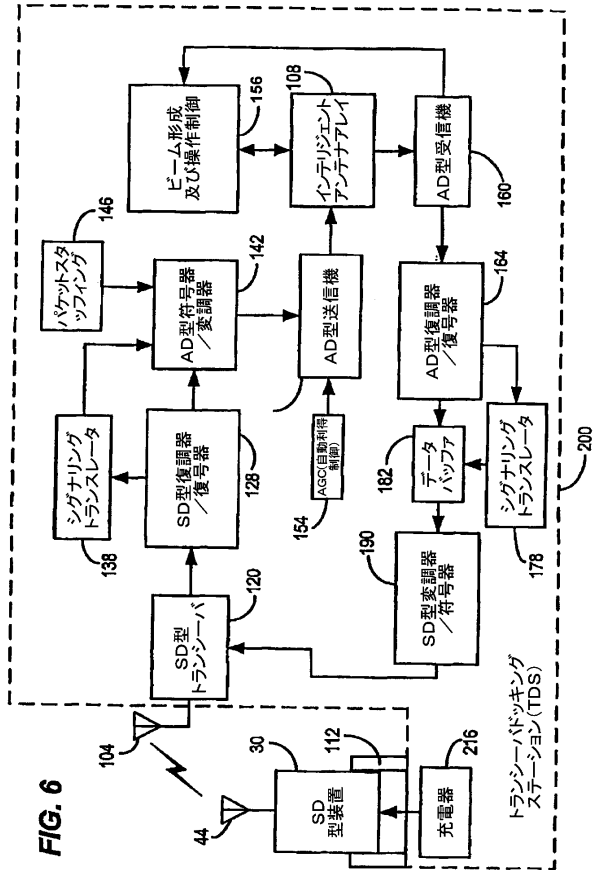 FIG. 6
44
104
30
112
SD
型装置
216
充電器
トランシーバドッキング
ステーション(TDS)
200
120
SD型
トランシーバ
138
シグナリング
トランスレータ
128
SD型復調器
/復号器
146
パケットスタ
ッフィング
142
AD型符号器
/変調器
154
AGC(自動利得
制御)
AD型送信機
156
ビーム形成
及び操作制御
108
インテリジェント
アンテナアレイ
160
AD型受信機
164
AD型復調器
/復号器
182
データ
バッファ
178
シグナリング
トランスレータ
190
SD型変調器
/符号器